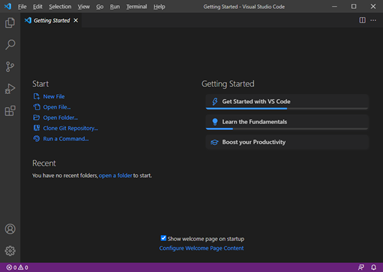 File Edit Selection View Go Run Terminal Help Getting Started - Visual Studio Code
Getting Started
Start
New File
Open File...
Open Folder...
Clone Git Repository...
Run a Command...
Recent
You have no recent folders, open a folder to start.
Getting Started
Get Started with VS Code
Learn the Fundamentals
Boost your Productivity
Show welcome page on startup
Configure Welcome Page Content
0 0